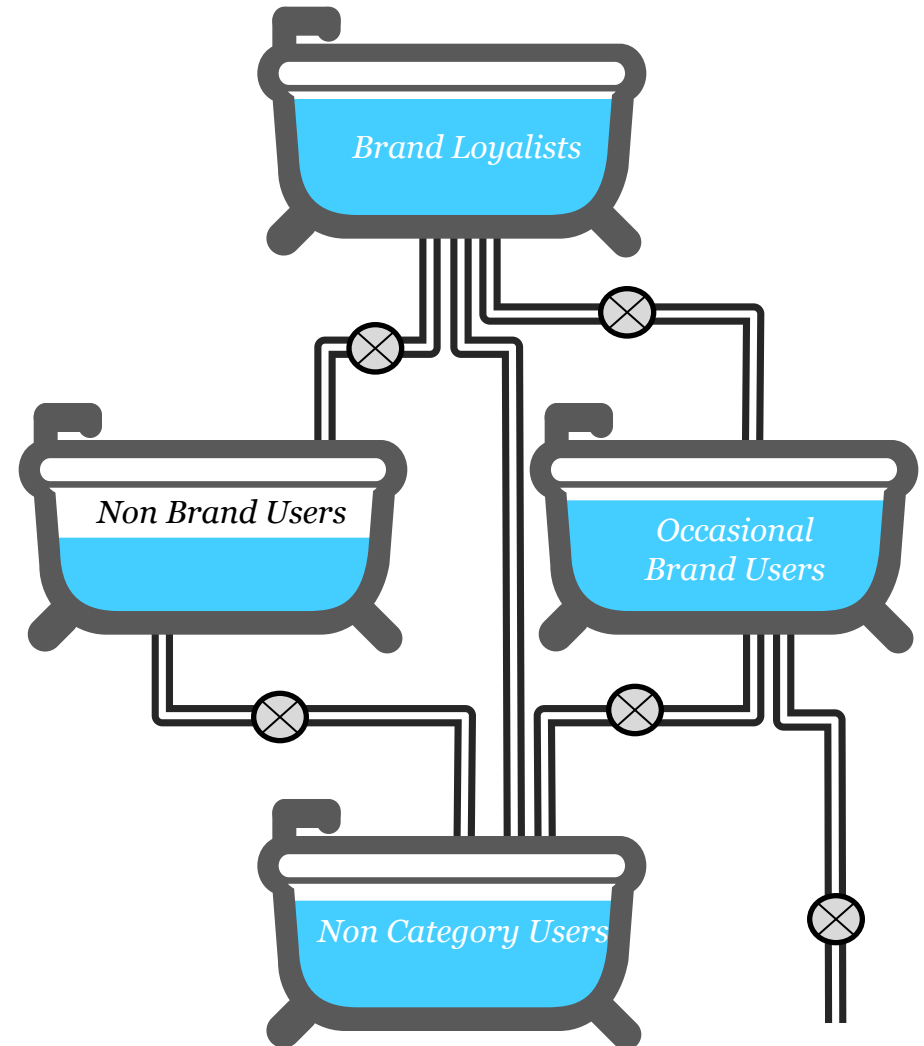 Brand Loyalists
Non Brand Users
Occasional
Brand Users
Non Category Users